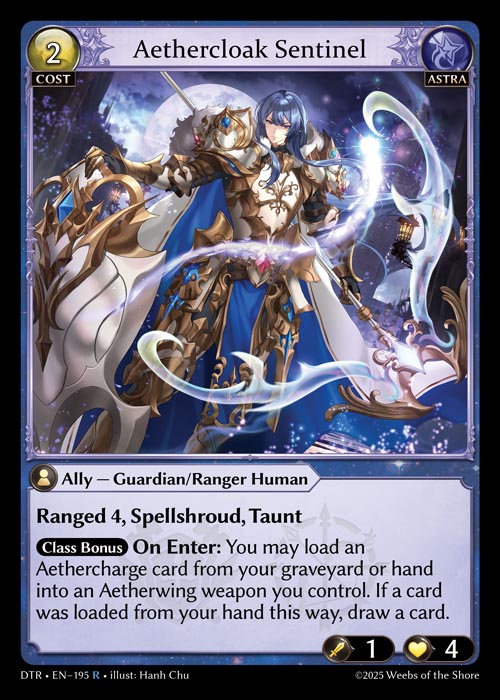 2
Aethercloak Sentinel
COST
ASTRA
Ally — Guardian/Ranger Human
Ranged 4, Spellshroud, Taunt
Class Bonus On Enter: You may load an
Aethercharge card from your graveyard or hand
into an Aetherwing weapon you control. If a card
was loaded from your hand this way, draw a card.
1
4
DTR • EN–195 R • illust: Hanh Chu
©2025 Weebs of the Shore